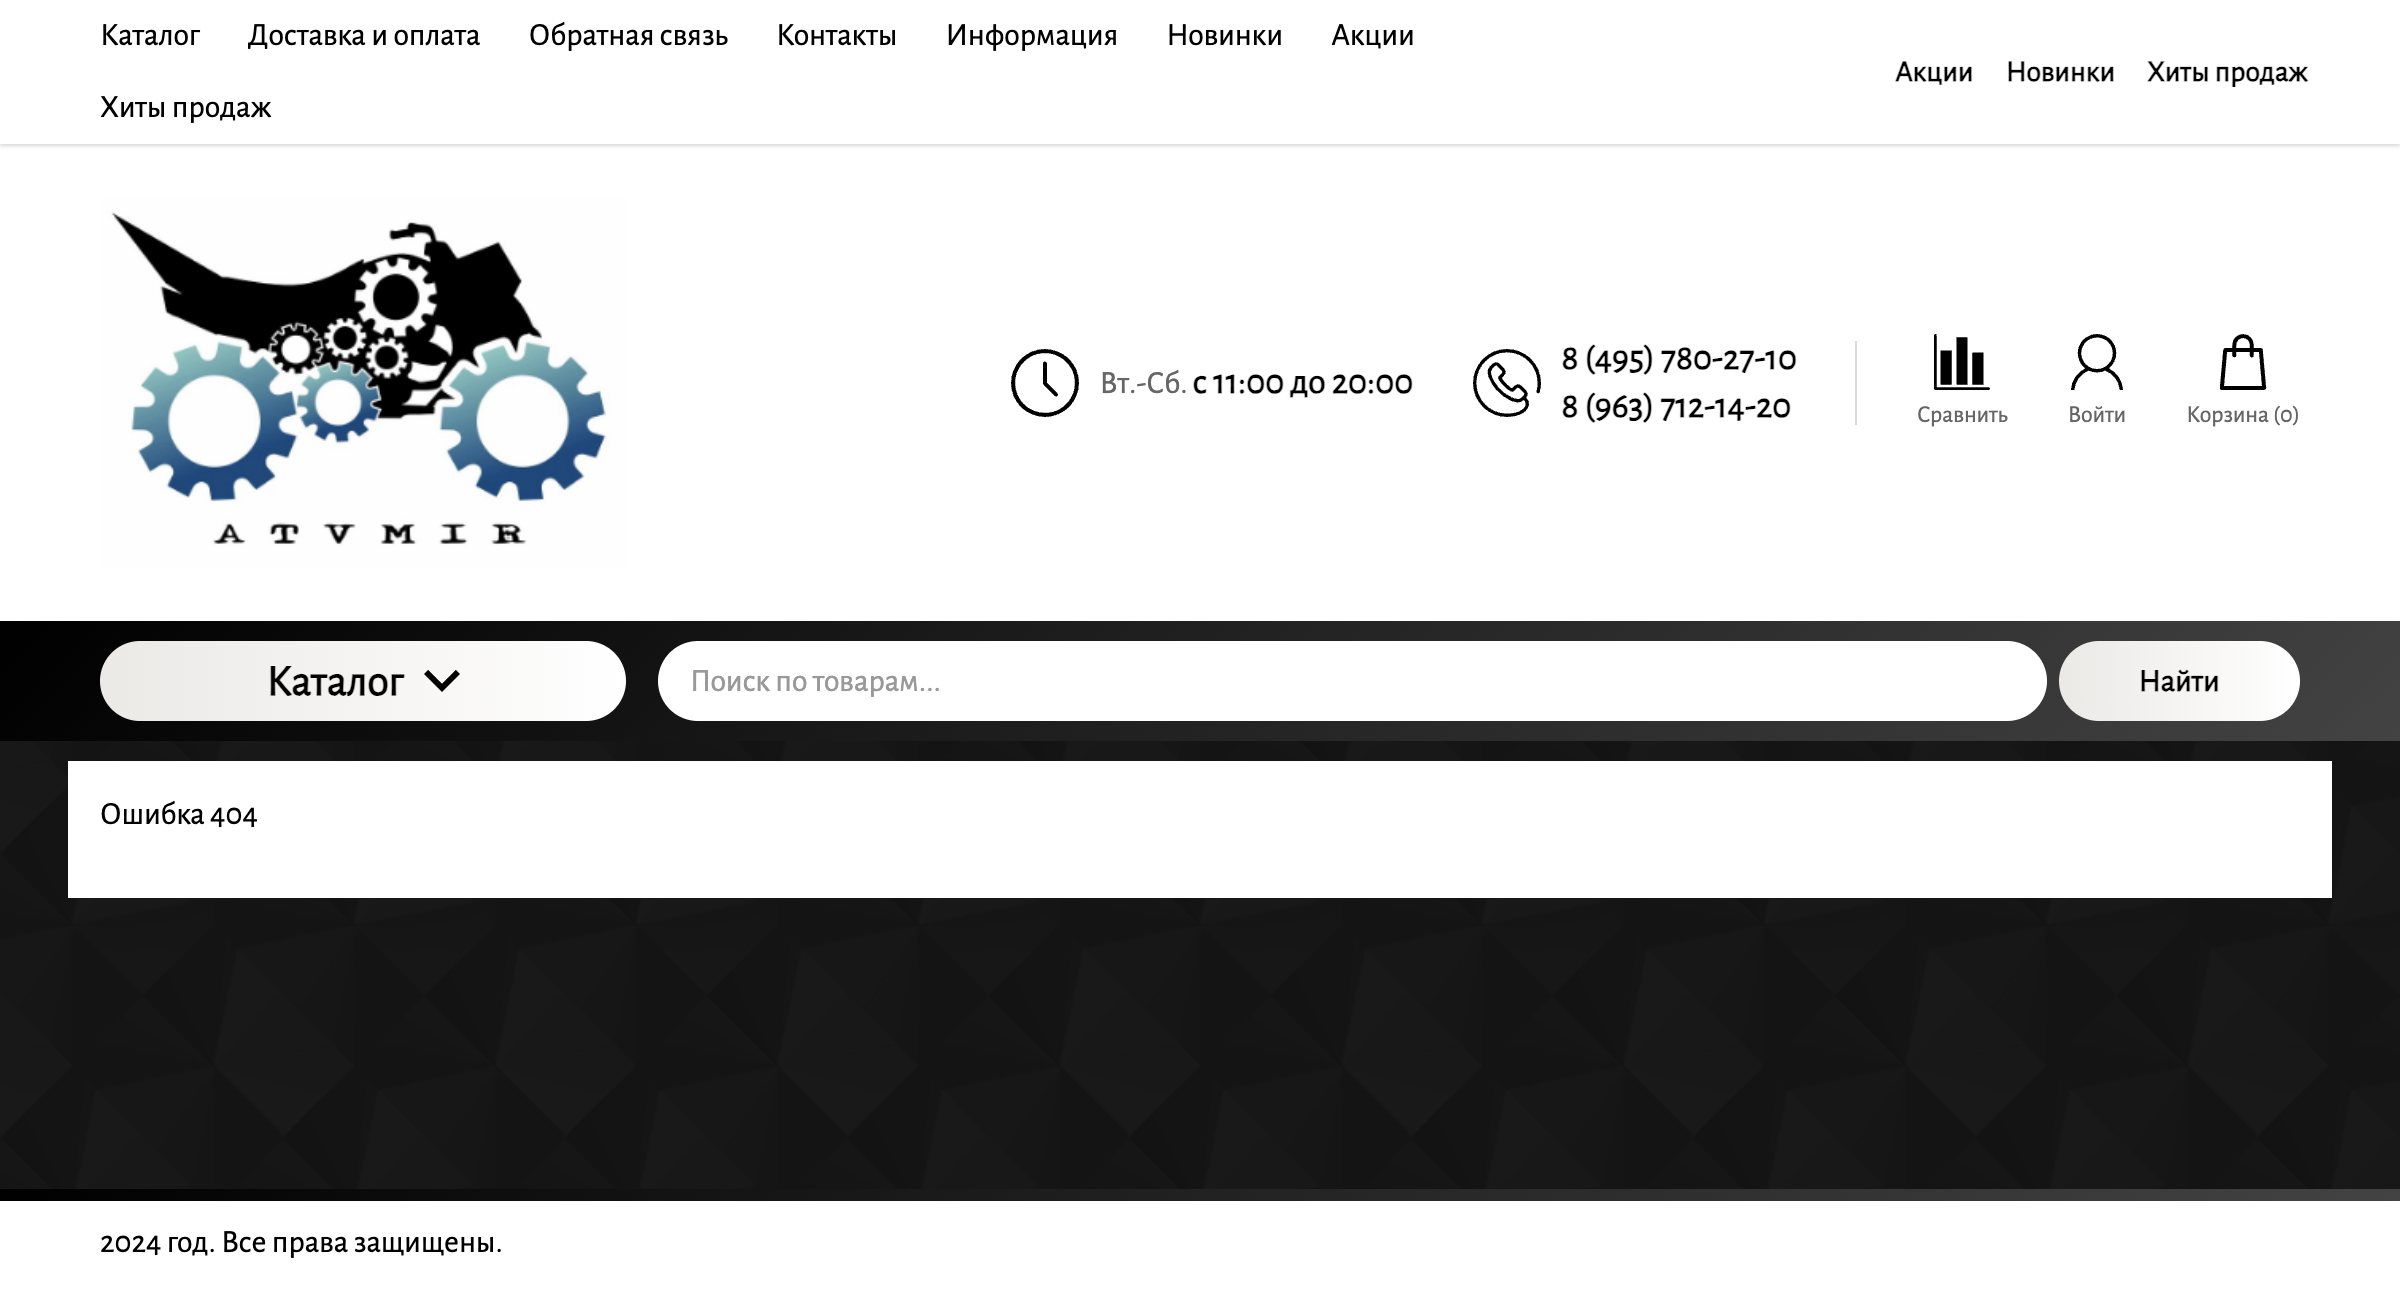 Каталог Доставка и оплата Обратная связь Контакты Информация Новинки Акции
Хиты продаж
Акции Новинки Хиты продаж
ATVMIR
Вт.-Сб. с 11:00 до 20:00
8 (495) 780-27-10
8 (963) 712-14-20
Сравнить Войти Корзина (0)
Каталог
Поиск по товарам...
Найти
Ошибка 404
2024 год. Все права защищены.